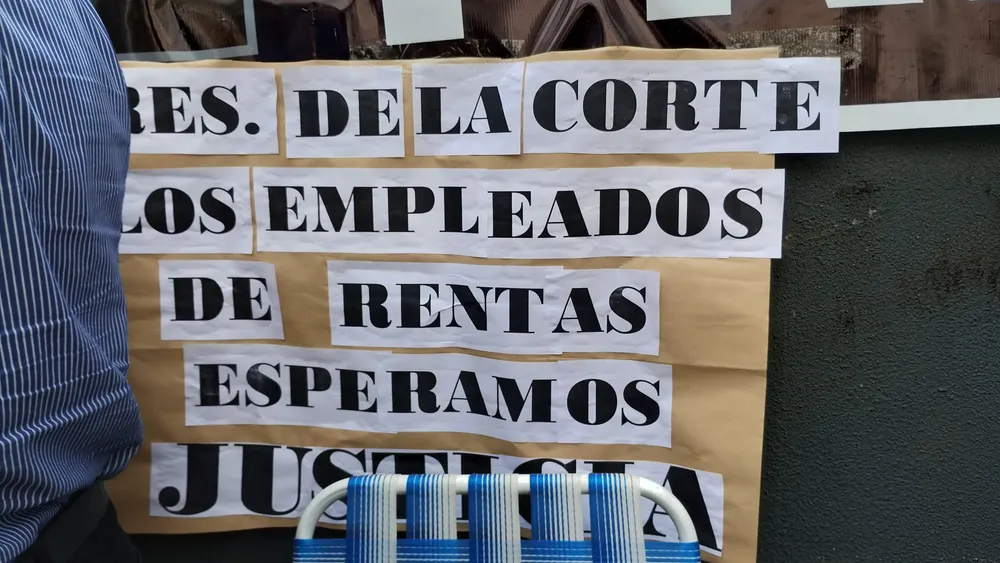 RES. DE LA CORTE
LOS EMPLEADOS
DE RENTAS
ESPERAMOS
JUSTICIA